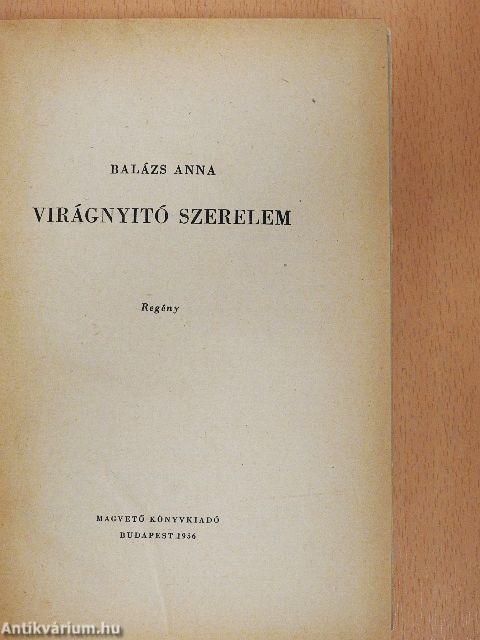 BALÁZS ANNA
VIRÁGNYITÓ SZERELEM
Regény
MAGVETŐ KÖNYVKIADÓ
BUDAPEST 1956
Antikvárium.hu